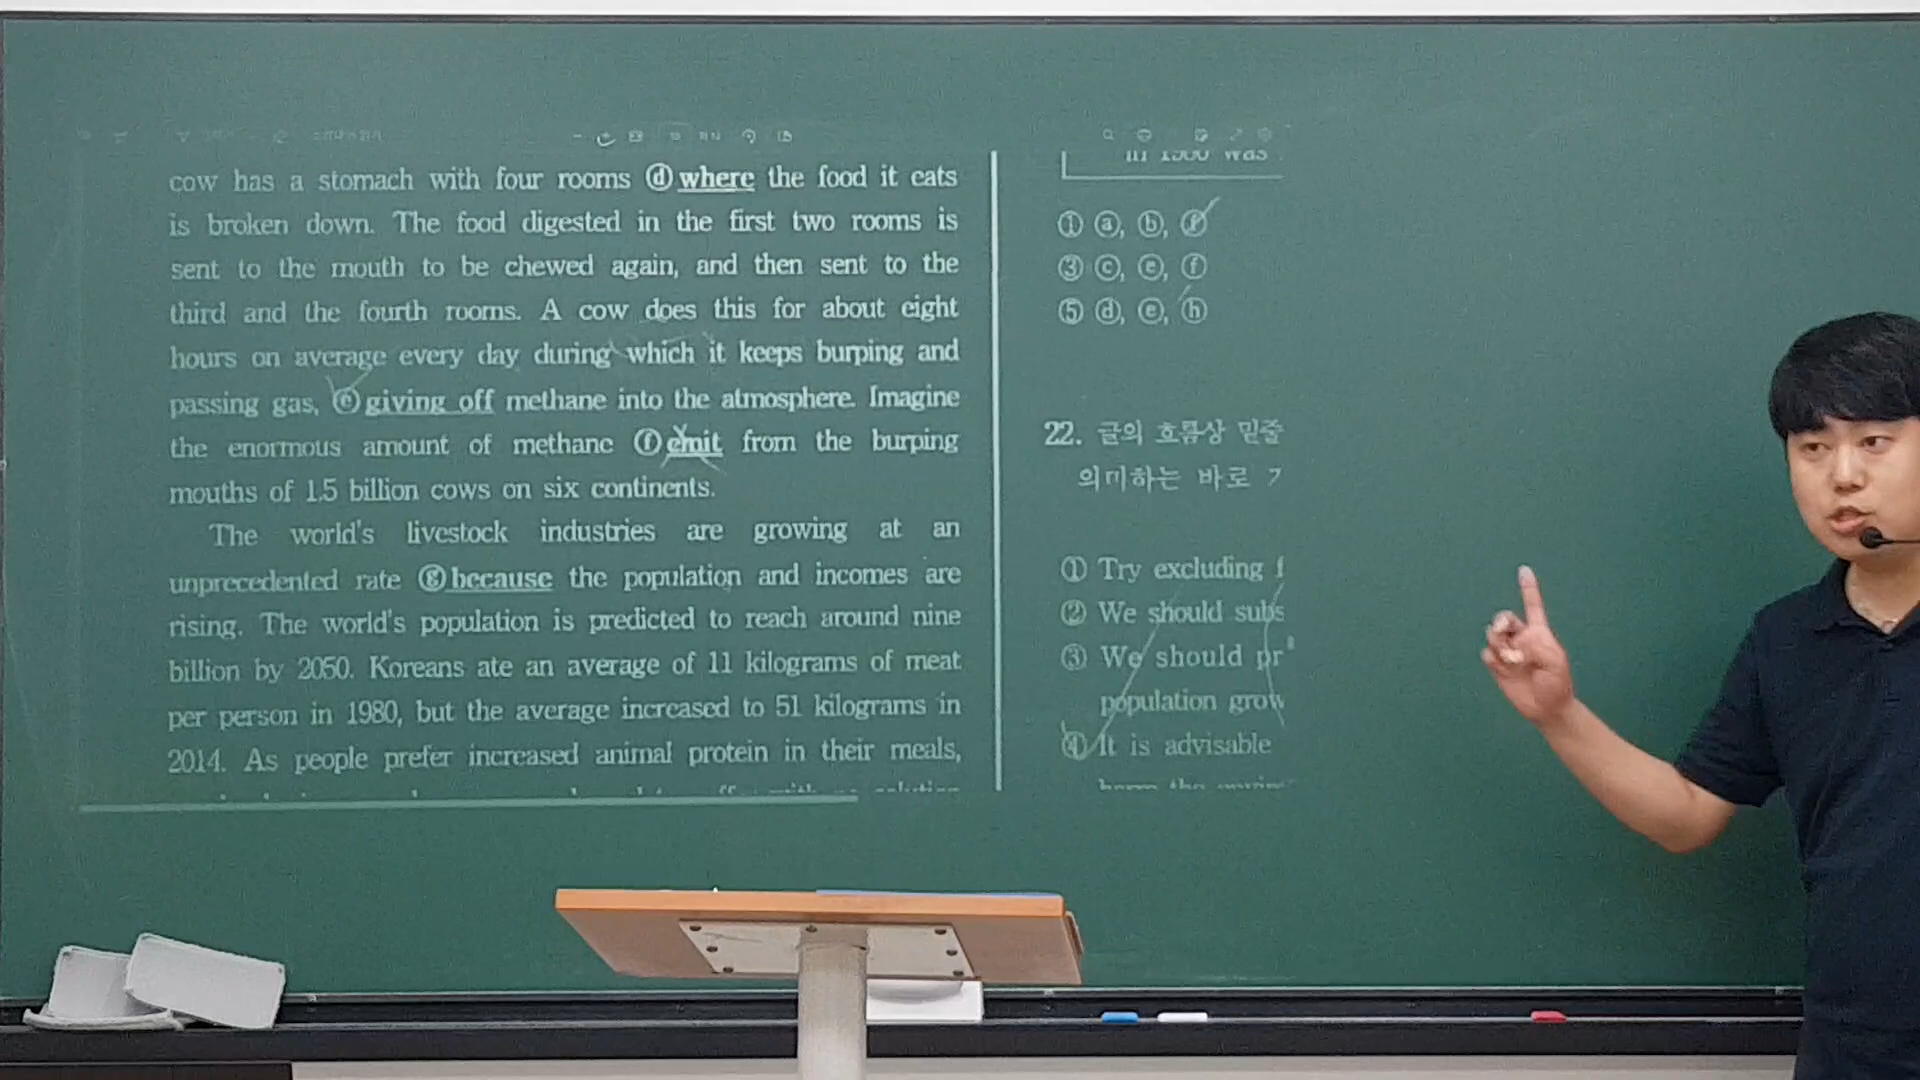 cow has a stomach with four rooms ⓓ where the food it eats
is broken down. The food digested in the first two rooms is
sent to the mouth to be chewed again, and then sent to the
third and the fourth rooms. A cow does this for about eight
hours on average every day during which it keeps burping and
passing gas, ⓔ giving off methane into the atmosphere. Imagine
the enormous amount of methane ⓕ emit from the burping
mouths of 1.5 billion cows on six continents.
The world's livestock industries are growing at an
unprecedented rate ⓖ because the population and incomes are
rising. The world's population is predicted to reach around nine
billion by 2050. Koreans ate an average of 11 kilograms of meat
per person in 1980, but the average increased to 51 kilograms in
2014. As people prefer increased animal protein in their meals,
in 1900 was
① ⓐ, ⓑ, ⓕ
③ ⓒ, ⓔ, ⓕ
⑤ ⓓ, ⓔ, ⓗ
22. 글의 흐름상 밑줄
의미하는 바로
① Try excluding
② We should subs
③ We should pr
population grow
④ It is advisable